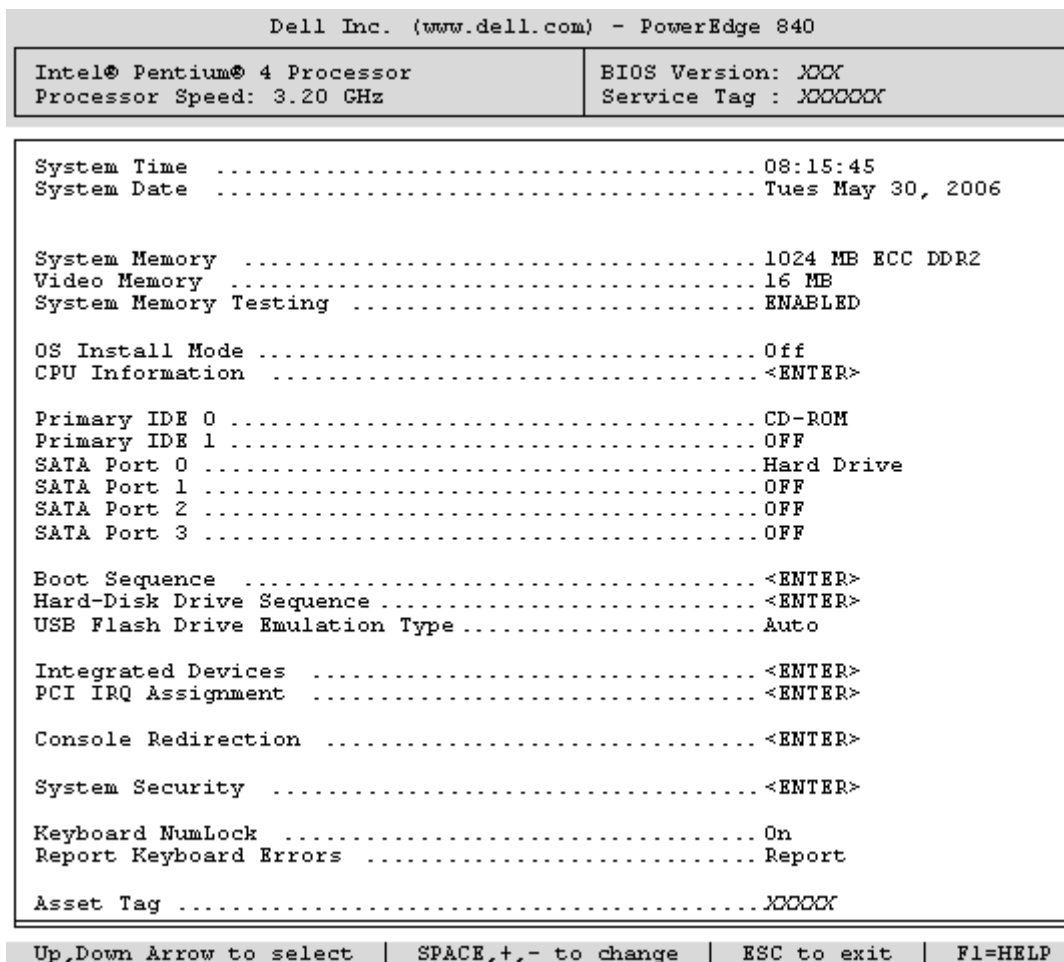 Dell Inc. (www.dell.com) - PowerEdge 840
Intel® Pentium® 4 Processor BIOS Version: XXX
Processor Speed: 3.20 GHz Service Tag : XXXXXX
System Time ........................................ 08:15:45
System Date ........................................ Tues May 30, 2006
System Memory ...................................... 1024 MB ECC DDR2
Video Memory ....................................... 16 MB
System Memory Testing .............................. ENABLED
OS Install Mode ..................................... Off
CPU Information .................................... <ENTER>
Primary IDE 0 ....................................... CD-ROM
Primary IDE 1 ....................................... OFF
SATA Port 0 ......................................... Hard Drive
SATA Port 1 ......................................... OFF
SATA Port 2 ......................................... OFF
SATA Port 3 ......................................... OFF
Boot Sequence ...................................... <ENTER>
Hard-Disk Drive Sequence ............................ <ENTER>
USB Flash Drive Emulation Type ...................... Auto
Integrated Devices ................................. <ENTER>
PCI IRQ Assignment ................................. <ENTER>
Console Redirection ................................ <ENTER>
System Security .................................... <ENTER>
Keyboard NumLock ................................... On
Report Keyboard Errors ............................. Report
Asset Tag ........................................... XXXXX
Up,Down Arrow to select | SPACE,+,- to change | ESC to exit | F1=HELP